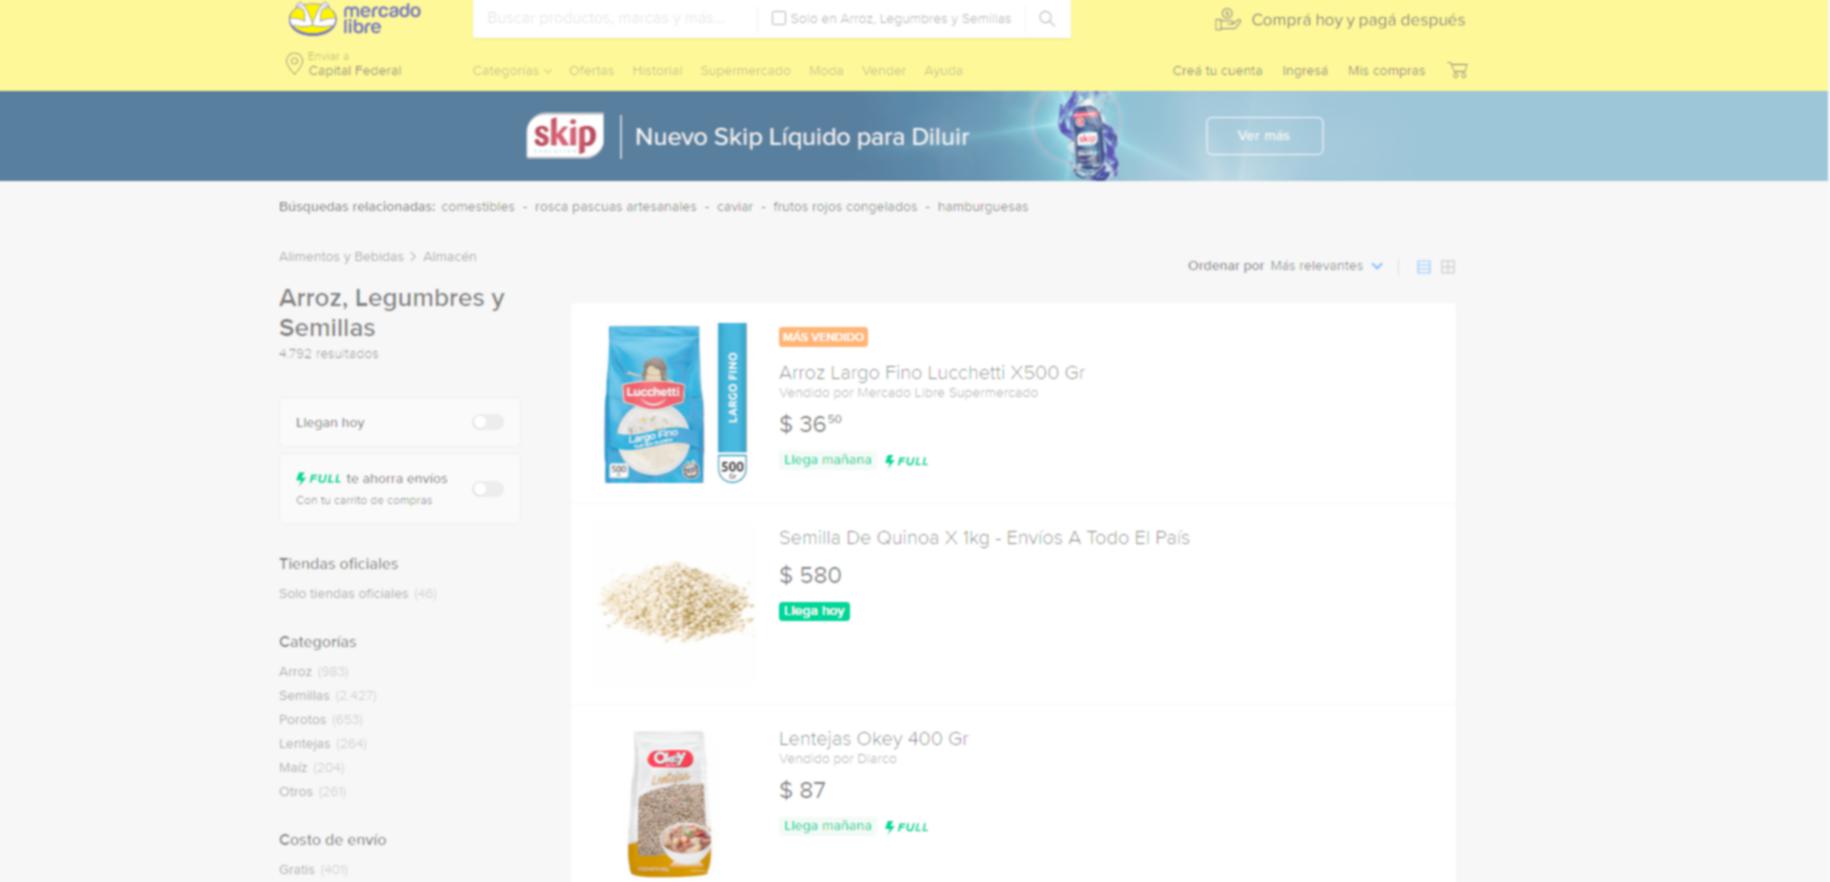 mercado
libre
Buscar productos, marcas y más...
Solo en Arroz, Legumbres y Semillas
Comprá hoy y pagá después
Enviar a
Capital Federal
Categorías
Ofertas
Historial
Supermercado
Moda
Vender
Ayuda
Creá tu cuenta
Ingresá
Mis compras
skip
Nuevo Skip Líquido para Diluir
skip
Ver más
Búsquedas relacionadas: comestibles - rosca pascuas artesanales - caviar - frutos rojos congelados - hamburguesas
Alimentos y Bebidas > Almacén
Ordenar por Más relevantes
Arroz, Legumbres y
Semillas
4.792 resultados
Llegan hoy
FULL te ahorra envíos
Con tu carrito de compras
Tiendas oficiales
Solo tiendas oficiales (46)
Categorías
Arroz (983)
Semillas (2.427)
Porotos (653)
Lentejas (264)
Maíz (204)
Otros (261)
Costo de envío
Gratis (401)
Lucchetti
Largo Fino
500
LARGO FINO
500
Gr
MÁS VENDIDO
Arroz Largo Fino Lucchetti X500 Gr
Vendido por Mercado Libre Supermercado
$ 36 50
Llega mañana FULL
Semilla De Quinoa X 1kg - Envíos A Todo El País
$ 580
Llega hoy
Okey
Lentejas
Lentejas Okey 400 Gr
Vendido por Diarco
$ 87
Llega mañana FULL